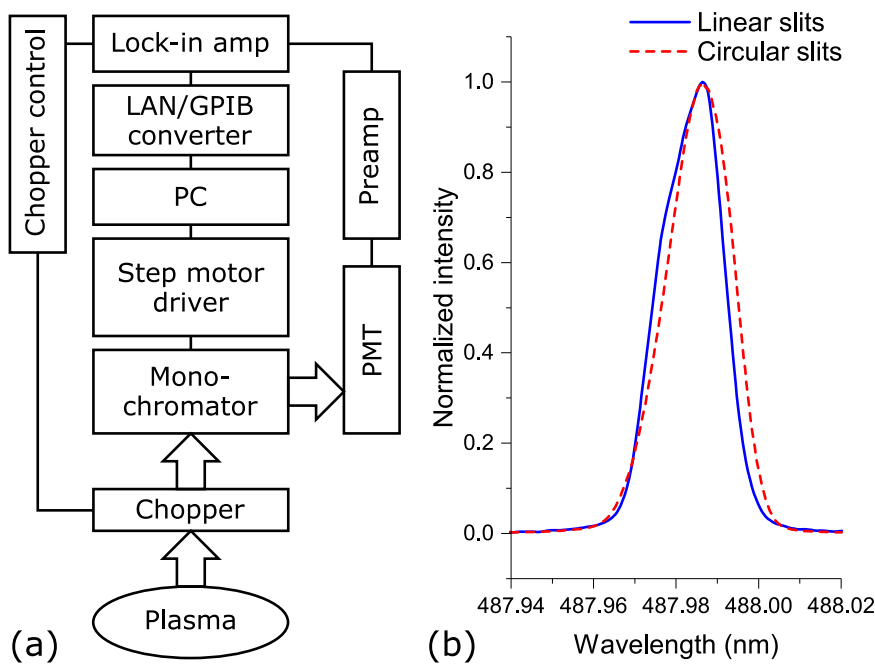 Chopper control
Lock-in amp
LAN/GPIB
converter
PC
Step motor
driver
Mono-
chromator
Chopper
Plasma
Preamp
PMT
(a)
Linear slits
Circular slits
1.0
0.8
0.6
0.4
0.2
0.0
Normalized intensity
487.94 487.96 487.98 488.00 488.02
Wavelength (nm)
(b)